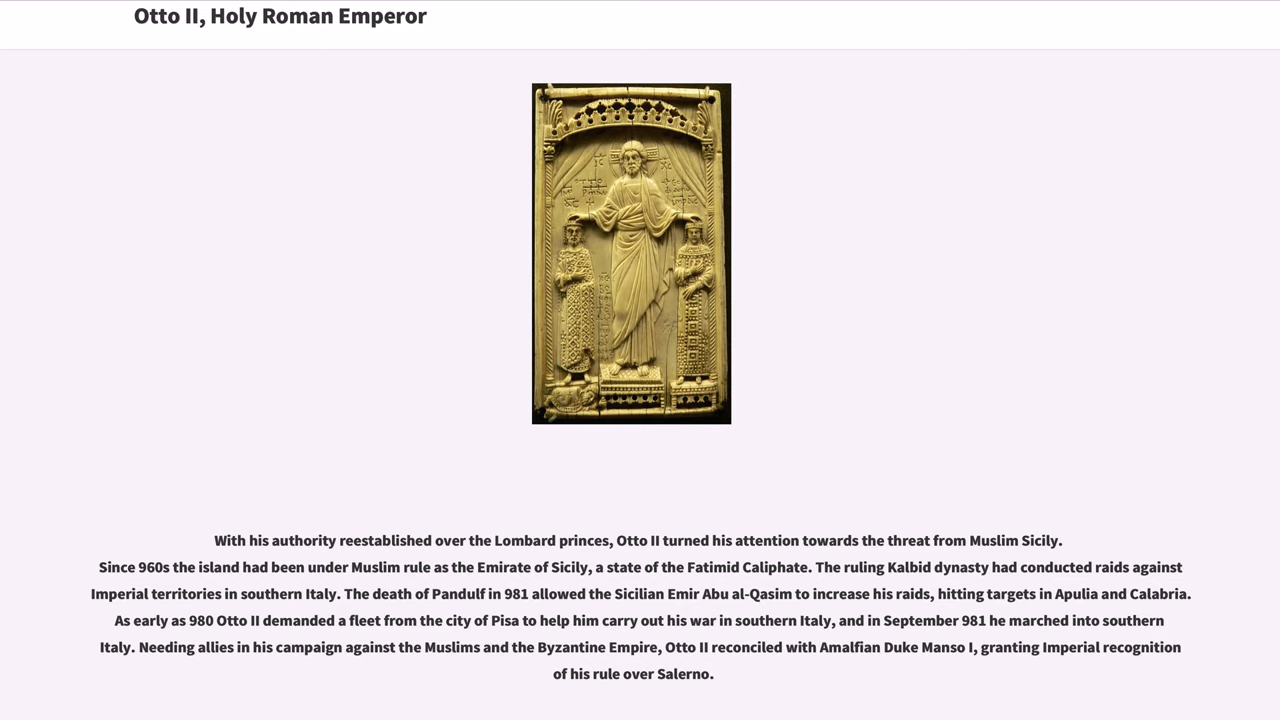 Otto II, Holy Roman Emperor
With his authority reestablished over the Lombard princes, Otto II turned his attention towards the threat from Muslim Sicily.
Since 960s the island had been under Muslim rule as the Emirate of Sicily, a state of the Fatimid Caliphate. The ruling Kalbid dynasty had conducted raids against
Imperial territories in southern Italy. The death of Pandulf in 981 allowed the Sicilian Emir Abu al-Qasim to increase his raids, hitting targets in Apulia and Calabria.
As early as 980 Otto II demanded a fleet from the city of Pisa to help him carry out his war in southern Italy, and in September 981 he marched into southern
Italy. Needing allies in his campaign against the Muslims and the Byzantine Empire, Otto II reconciled with Amalfian Duke Manso I, granting Imperial recognition
of his rule over Salerno.